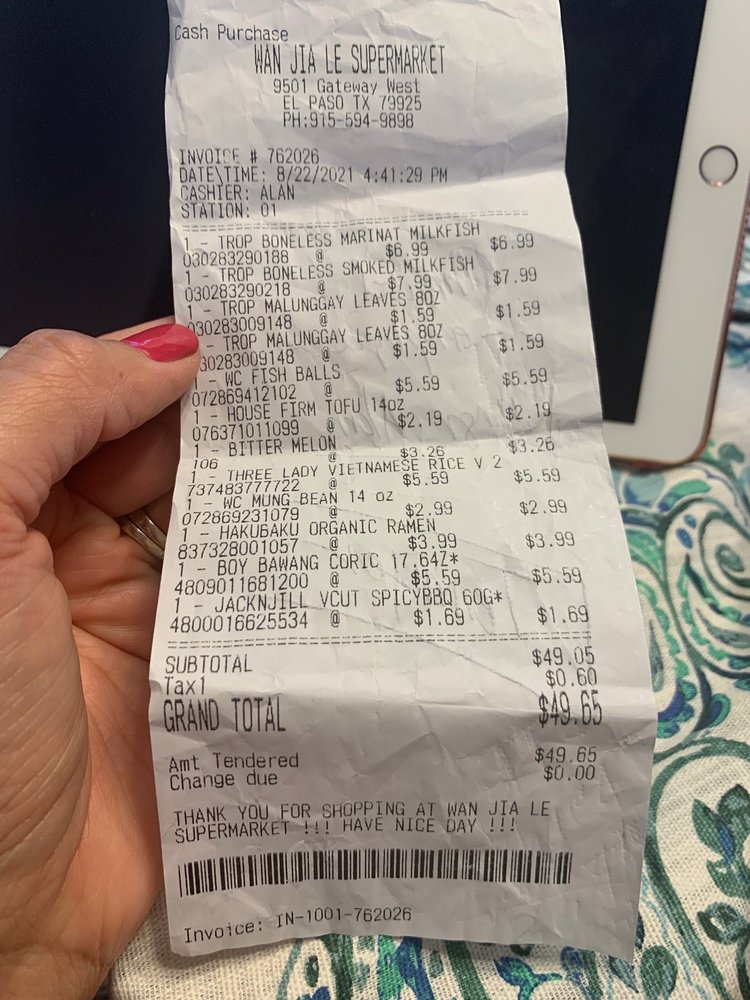 Cash Purchase
WAN JIA LE SUPERMARKET
9501 Gateway West
EL PASO TX 79925
PH:915-594-9898
INVOICE # 762026
DATE\TIME: 8/22/2021 4:41:29 PM
CASHIER: ALAN
STATION: 01
1 - TROP BONELESS MARINAT MILKFISH
030283290188 @ $6.99 $6.99
1 - TROP BONELESS SMOKED MILKFISH
030283290218 @ $7.99 $7.99
1 - TROP MALUNGGAY LEAVES 8OZ
030283009148 @ $1.59 $1.59
- TROP MALUNGGAY LEAVES 8OZ
030283009148 @ $1.59 $1.59
1 - WC FISH BALLS
072869412102 @ $5.59 $5.59
1 - HOUSE FIRM TOFU 14oz
076371011099 @ $2.19 $2.19
1 - BITTER MELON
106 @ $3.26 $3.26
1 - THREE LADY VIETNAMESE RICE V 2
737483777722 @ $5.59 $5.59
1 - WC MUNG BEAN 14 oz
072869231079 @ $2.99 $2.99
1 - HAKUBAKU ORGANIC RAMEN
837328001057 @ $3.99 $3.99
1 - BOY BAWANG CORIC 17.64Z*
4809011681200 @ $5.59 $5.59
1 - JACKNJILL VCUT SPICYBBQ 60G*
4800016625534 @ $1.69 $1.69
SUBTOTAL $49.05
Tax1 $0.60
GRAND TOTAL $49.65
Amt Tendered $49.65
Change due $0.00
THANK YOU FOR SHOPPING AT WAN JIA LE
SUPERMARKET !!! HAVE NICE DAY !!!
Invoice: IN-1001-762026